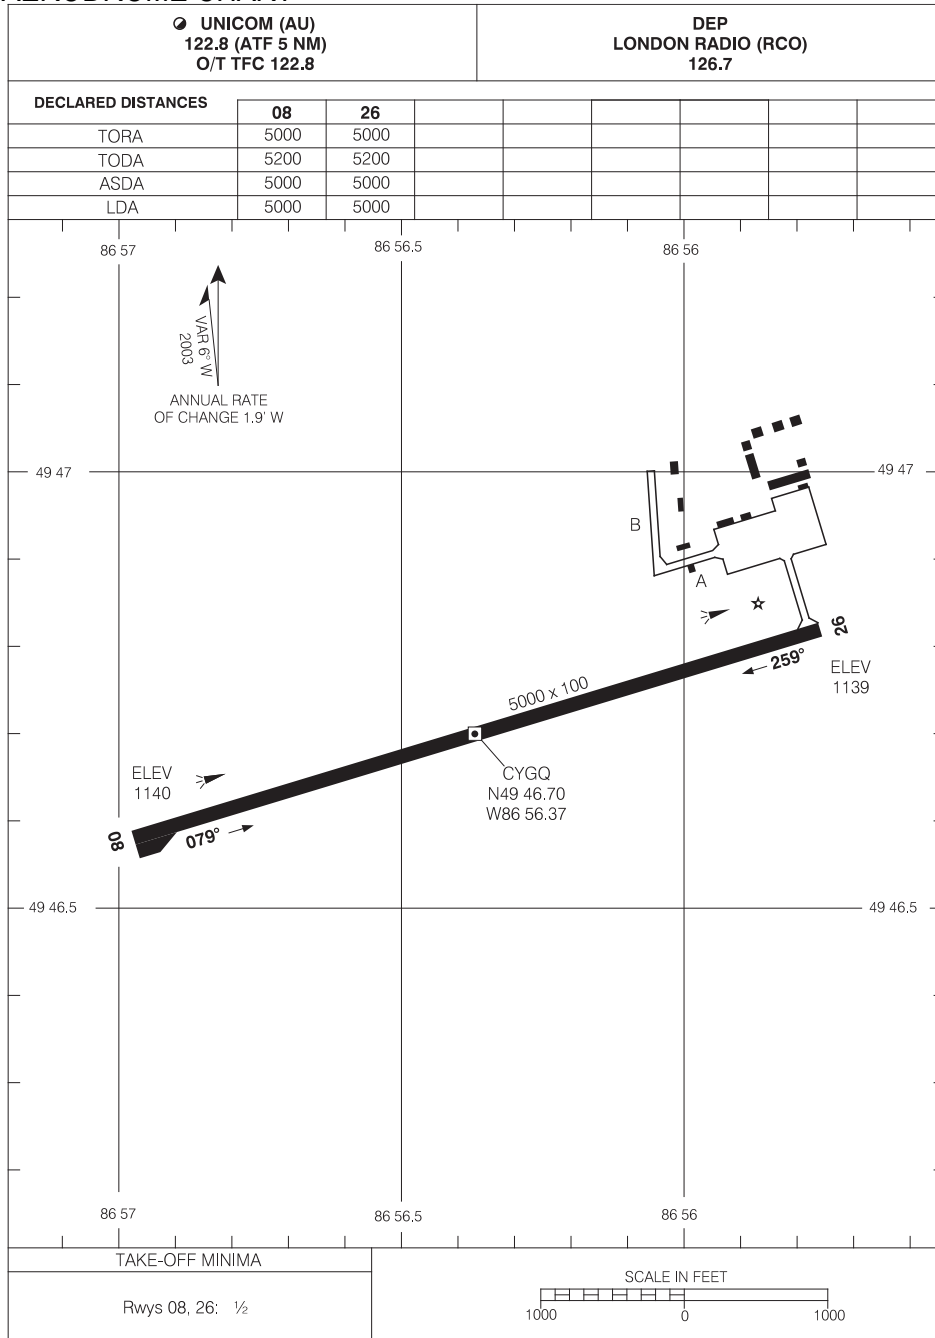 UNICOM (AU)
122.8 (ATF 5 NM)
O/T TFC 122.8
DEP
LONDON RADIO (RCO)
126.7
DECLARED DISTANCES 08 26
TORA 5000 5000
TODA 5200 5200
ASDA 5000 5000
LDA 5000 5000
86 57 86 56.5 86 56
VAR 6° W
2003
ANNUAL RATE
OF CHANGE 1.9' W
49 47 49 47
B
A
26
259°
ELEV
1139
5000 x 100
ELEV
1140
CYGQ
N49 46.70
W86 56.37
08
079°
49 46.5 49 46.5
86 57 86 56.5 86 56
TAKE-OFF MINIMA
Rwys 08, 26: ½
SCALE IN FEET
1000 0 1000